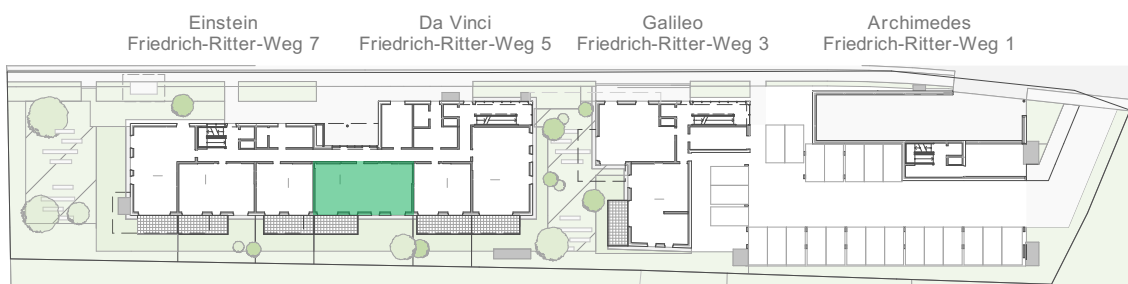 Einstein
Friedrich-Ritter-Weg 7
Da Vinci
Friedrich-Ritter-Weg 5
Galileo
Friedrich-Ritter-Weg 3
Archimedes
Friedrich-Ritter-Weg 1